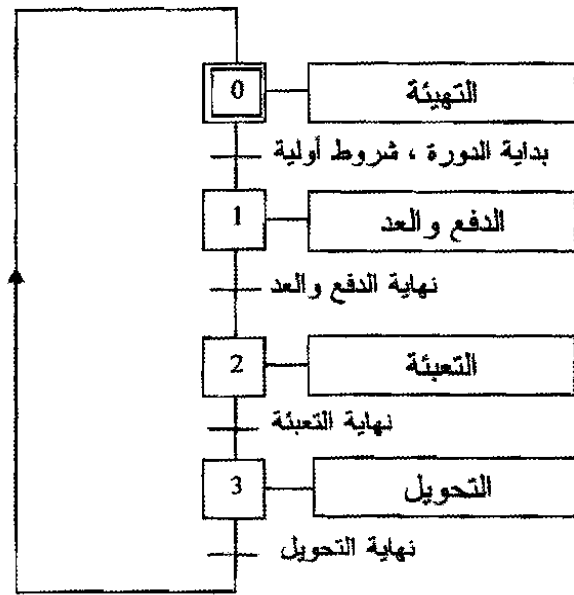 0
التهيئة
بداية الدورة ، شروط أولية
1
الدفع والعد
نهاية الدفع والعد
2
التعبئة
نهاية التعبئة
3
التحويل
نهاية التحويل